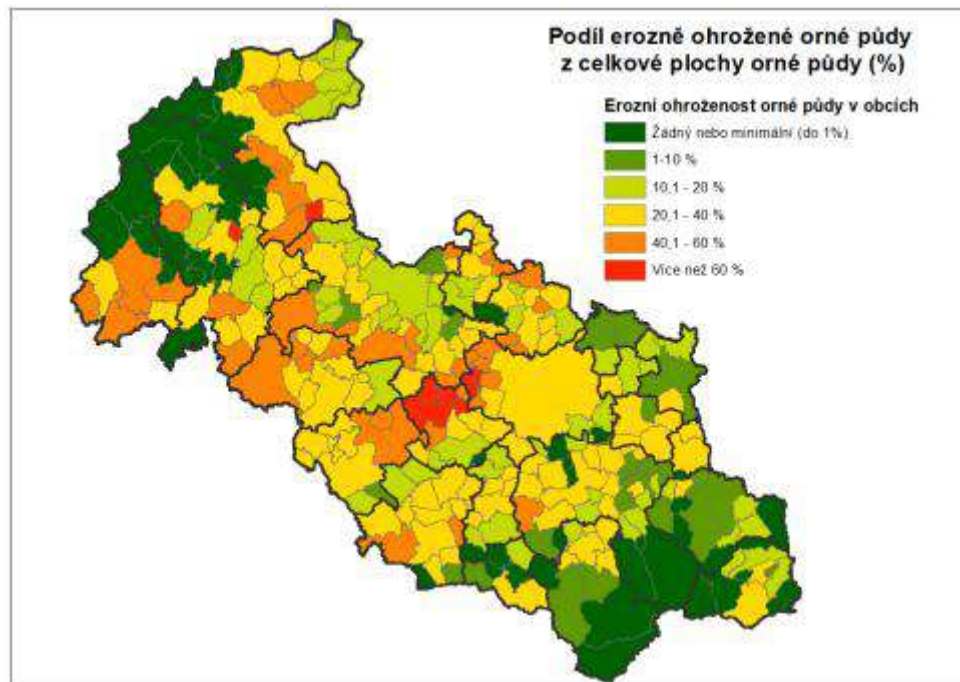 Podíl erozně ohrožené orné půdy
z celkové plochy orné půdy (%)
Erozní ohroženost orné půdy v obcích
Žádný nebo minimální (do 1%)
1-10 %
10,1 - 20 %
20,1 - 40 %
40,1 - 60 %
Více než 60 %